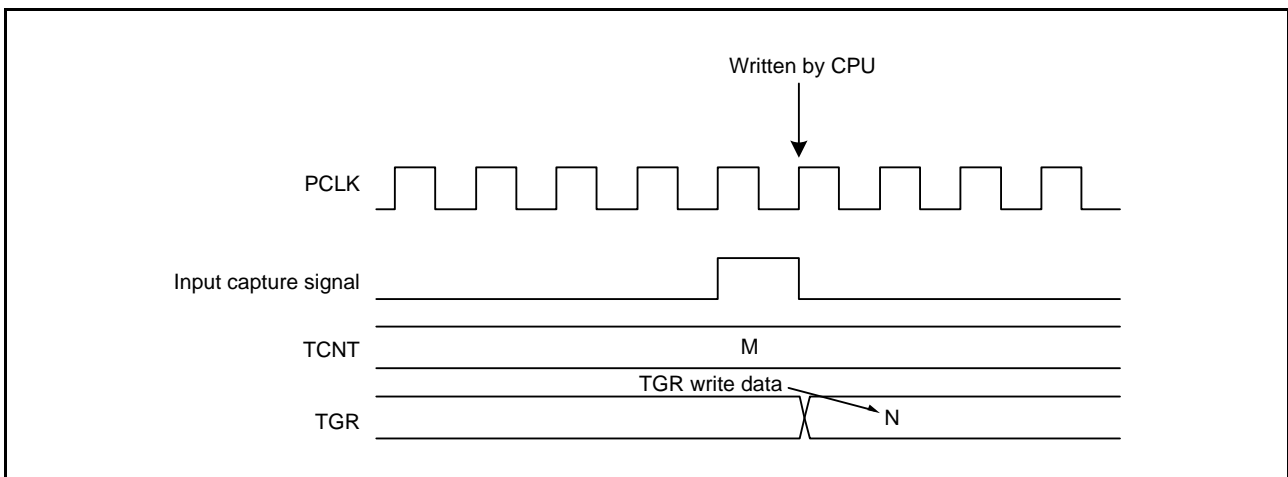 Written by CPU
PCLK
Input capture signal
TCNT
M
TGR write data
TGR
N